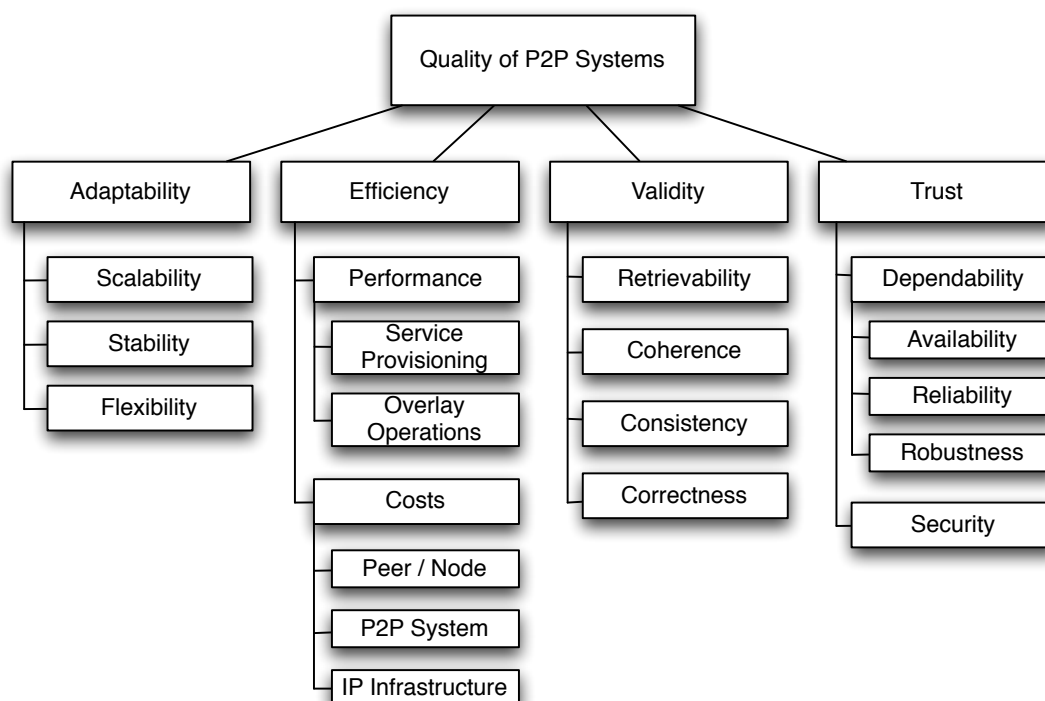 Quality of P2P Systems
Adaptability
Scalability
Stability
Flexibility
Efficiency
Performance
Service
Provisioning
Overlay
Operations
Costs
Peer / Node
P2P System
IP Infrastructure
Validity
Retrievability
Coherence
Consistency
Correctness
Trust
Dependability
Availability
Reliability
Robustness
Security